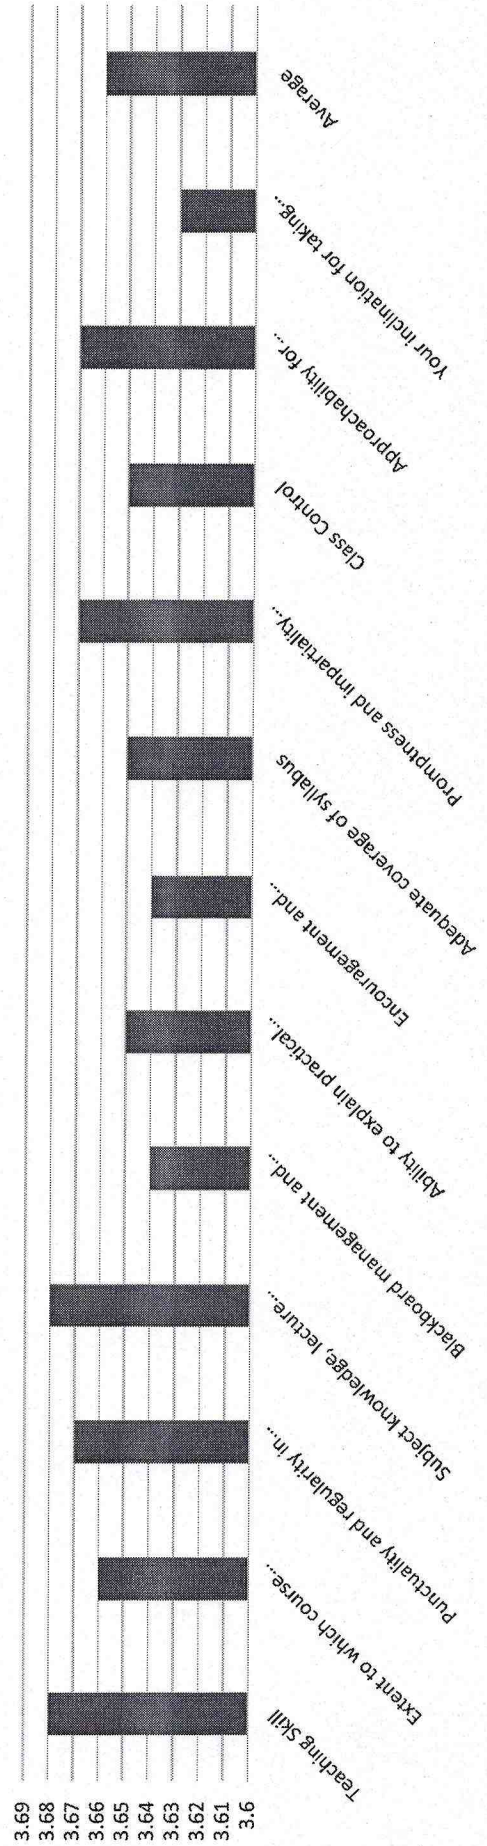 3.69
3.68
3.67
3.66
3.65
3.64
3.63
3.62
3.61
3.6
Teaching Skill
Extent to which course...
Punctuality and regularity in...
Subject knowledge, lecture...
Blackboard management and...
Ability to explain practical...
Encouragement and...
Adequate coverage of syllabus
Promptness and impartiality...
Class Control
Approachability for...
Your inclination for taking...
Average